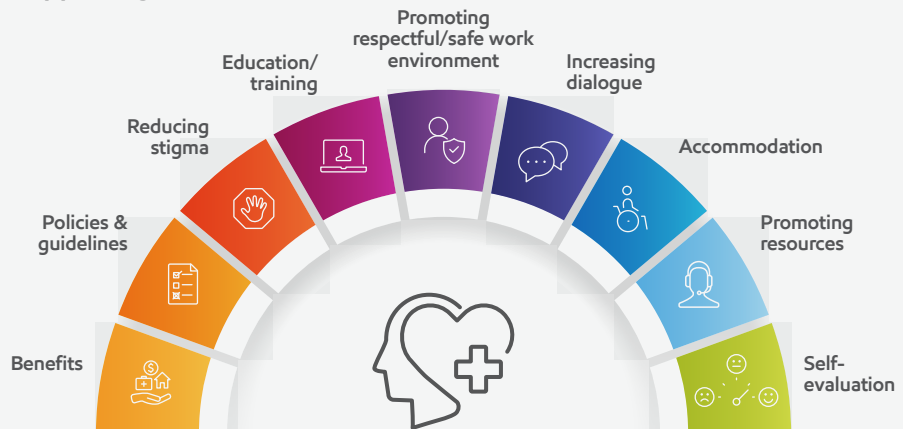 Promoting
respectful/safe work
environment
Education/
training
Increasing
dialogue
Reducing
stigma
Accommodation
Policies &
guidelines
Promoting
resources
Benefits
Self-
evaluation